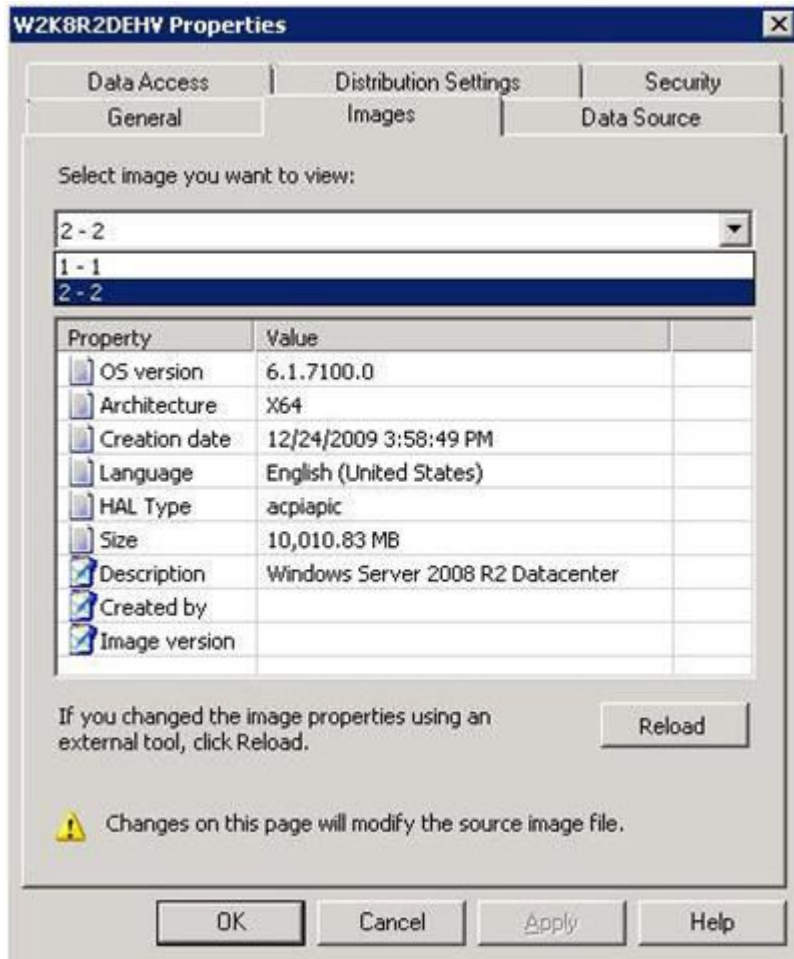 W2K8R2DEHV Properties
Data Access Distribution Settings Security
General Images Data Source
Select image you want to view:
2 - 2
1 - 1
2 - 2
Property Value
OS version 6.1.7100.0
Architecture X64
Creation date 12/24/2009 3:58:49 PM
Language English (United States)
HAL Type acpiapic
Size 10,010.83 MB
Description Windows Server 2008 R2 Datacenter
Created by
Image version
If you changed the image properties using an
external tool, click Reload.
Reload
Changes on this page will modify the source image file.
OK Cancel Apply Help